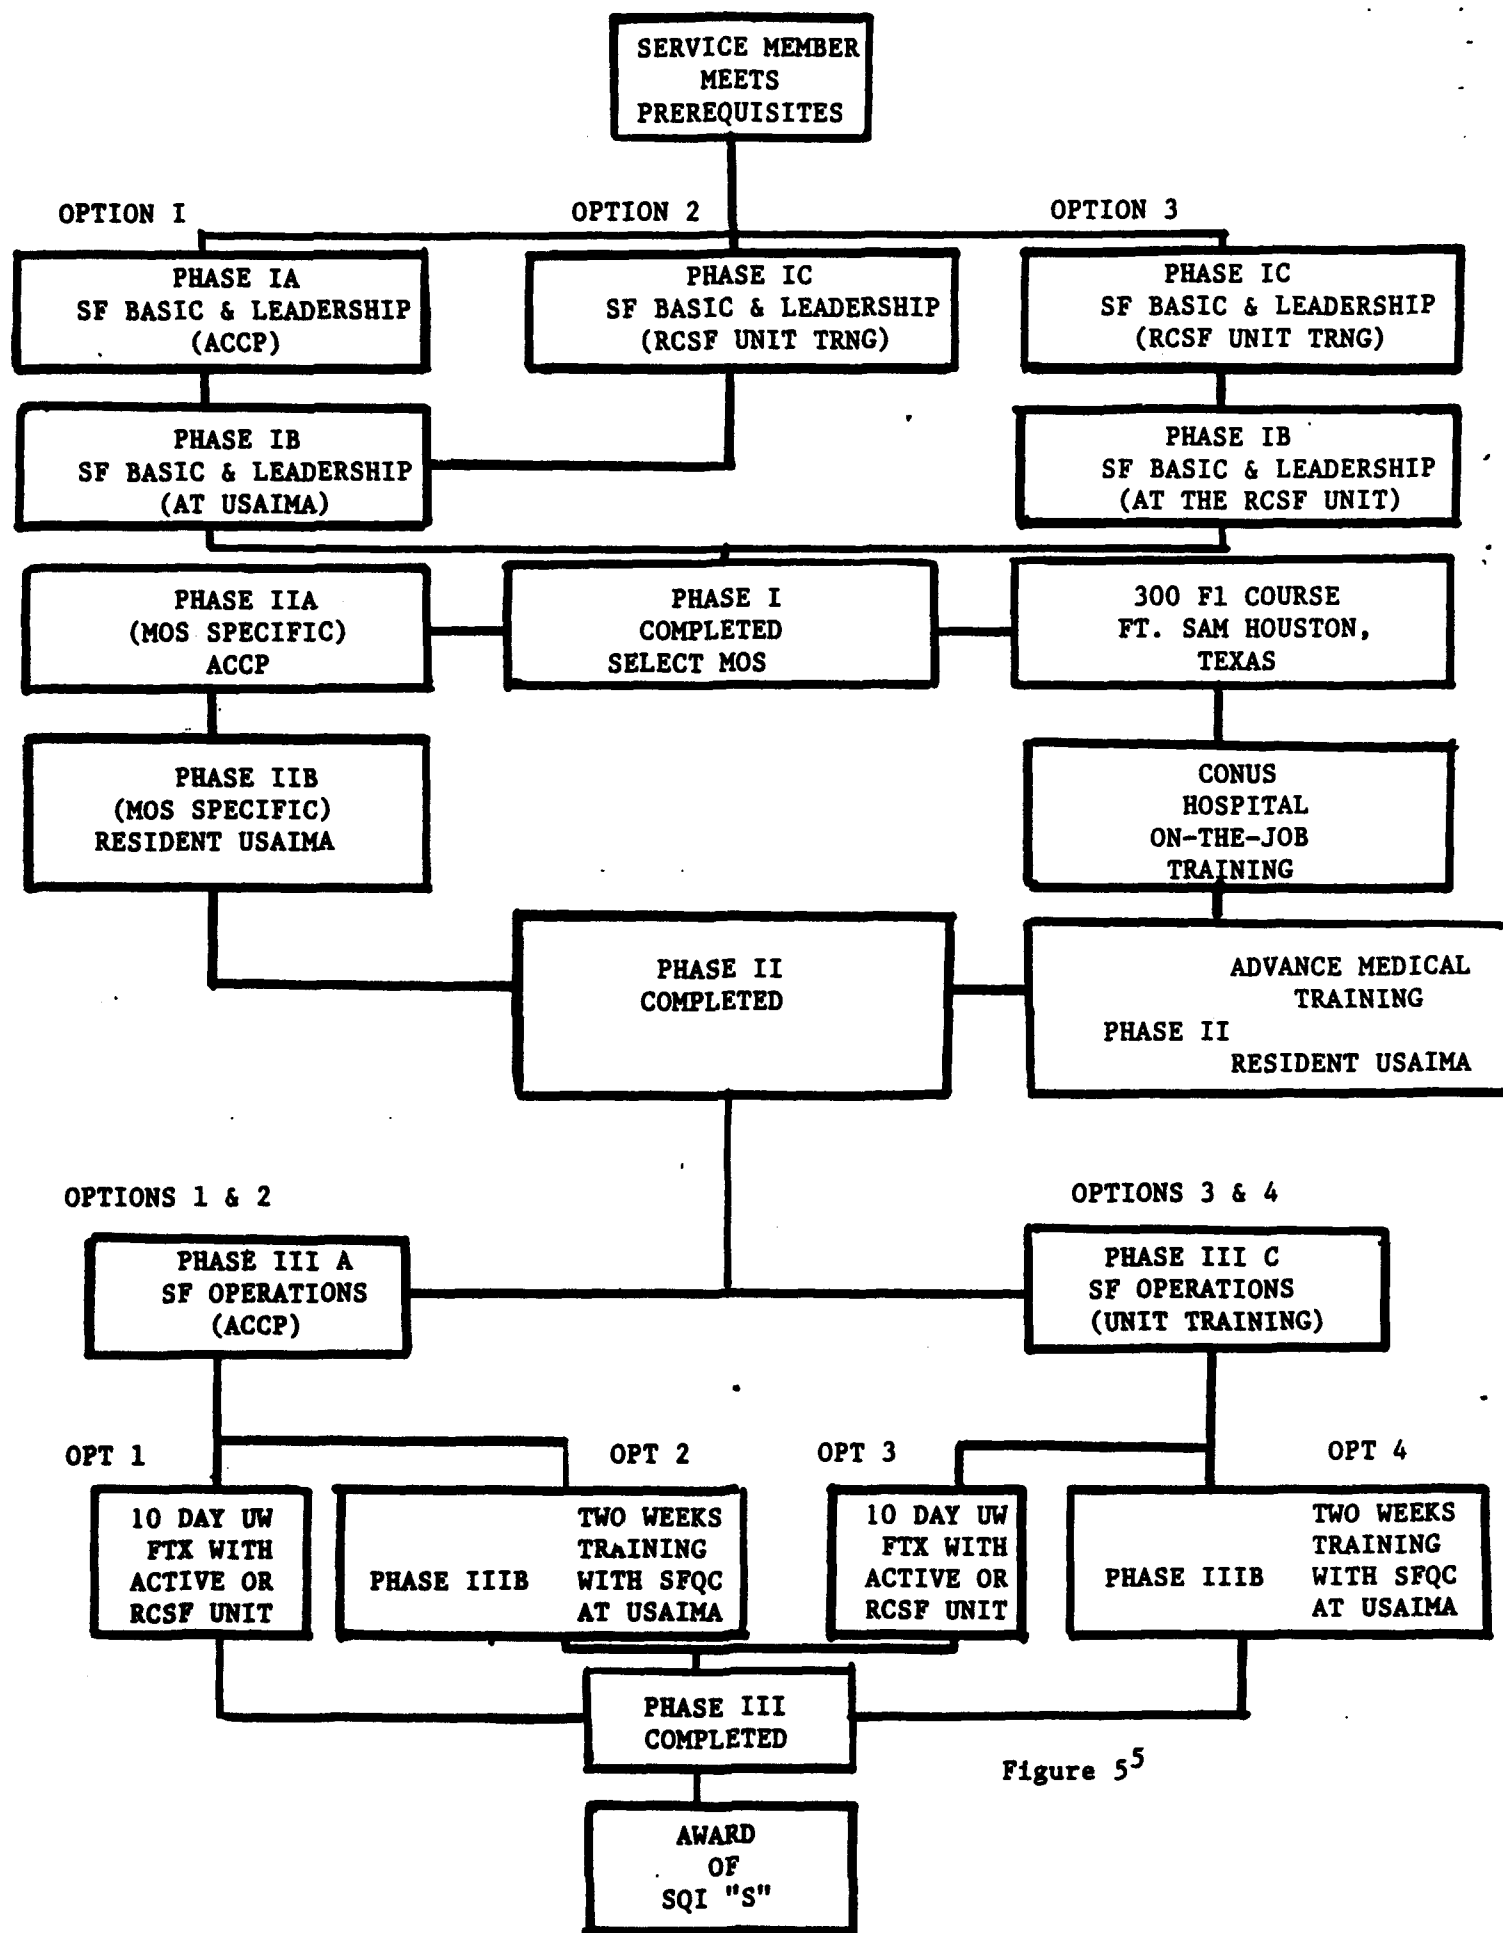 SERVICE MEMBER
MEETS
PREREQUISITES
OPTION I
OPTION 2
OPTION 3
PHASE IA
SF BASIC & LEADERSHIP
(ACCP)
PHASE IC
SF BASIC & LEADERSHIP
(RCSF UNIT TRNG)
PHASE IC
SF BASIC & LEADERSHIP
(RCSF UNIT TRNG)
PHASE IB
SF BASIC & LEADERSHIP
(AT USAIMA)
PHASE IB
SF BASIC & LEADERSHIP
(AT THE RCSF UNIT)
PHASE IIA
(MOS SPECIFIC)
ACCP
PHASE I
COMPLETED
SELECT MOS
300 F1 COURSE
FT. SAM HOUSTON,
TEXAS
PHASE IIB
(MOS SPECIFIC)
RESIDENT USAIMA
CONUS
HOSPITAL
ON-THE-JOB
TRAINING
PHASE II
COMPLETED
ADVANCE MEDICAL
TRAINING
PHASE II
RESIDENT USAIMA
OPTIONS 1 & 2
OPTIONS 3 & 4
PHASE III A
SF OPERATIONS
(ACCP)
PHASE III C
SF OPERATIONS
(UNIT TRAINING)
OPT 1
OPT 2
OPT 3
OPT 4
10 DAY UW
FTX WITH
ACTIVE OR
RCSF UNIT
TWO WEEKS
TRAINING
PHASE IIIB WITH SFQC
AT USAIMA
10 DAY UW
FTX WITH
ACTIVE OR
RCSF UNIT
TWO WEEKS
TRAINING
PHASE IIIB WITH SFQC
AT USAIMA
PHASE III
COMPLETED
Figure 5⁵
AWARD
OF
SQI "S"